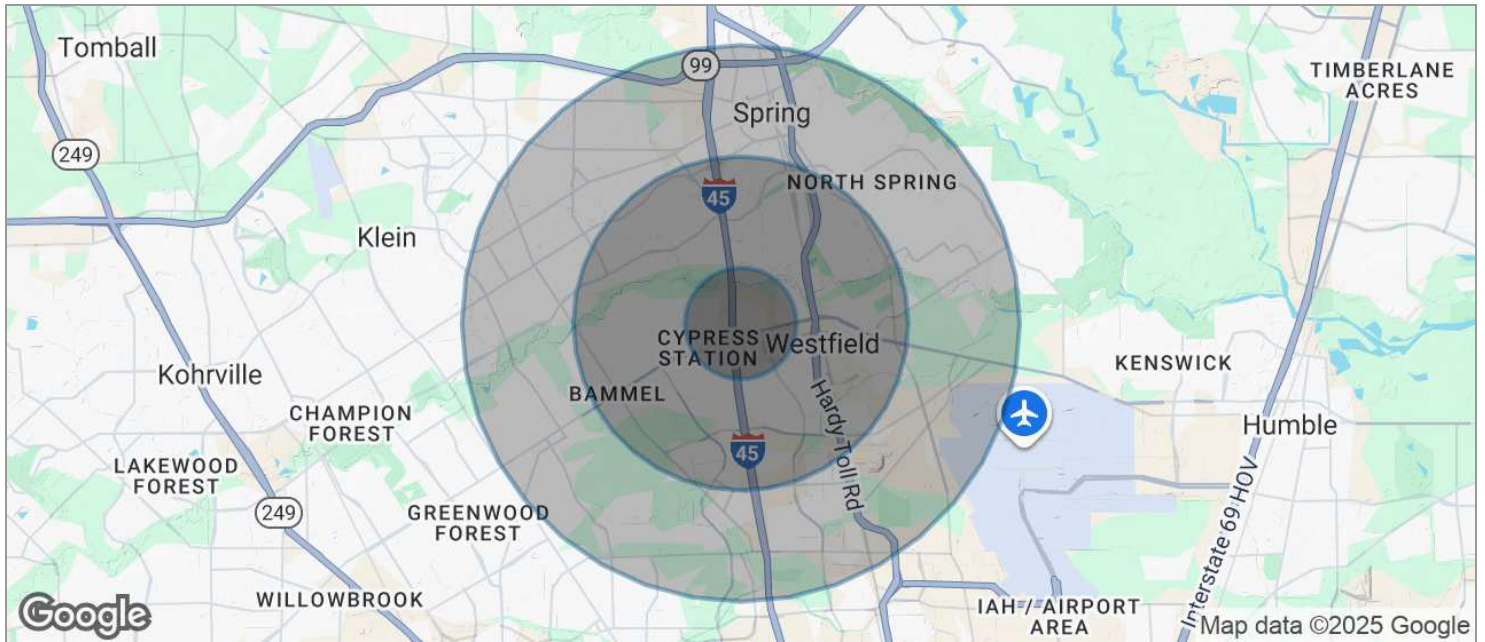 Tomball
99
TIMBERLANE
ACRES
Spring
249
NORTH SPRING
45
Klein
CYPRESS
STATION
Westfield
KENSWICK
Kohrville
BAMMEL
CHAMPION
FOREST
Hardy Toll Rd
Humble
45
LAKEWOOD
FOREST
249
GREENWOOD
FOREST
Interstate 69 HOV
WILLOWBROOK
IAH / AIRPORT
AREA
Google
Map data ©2025 Google